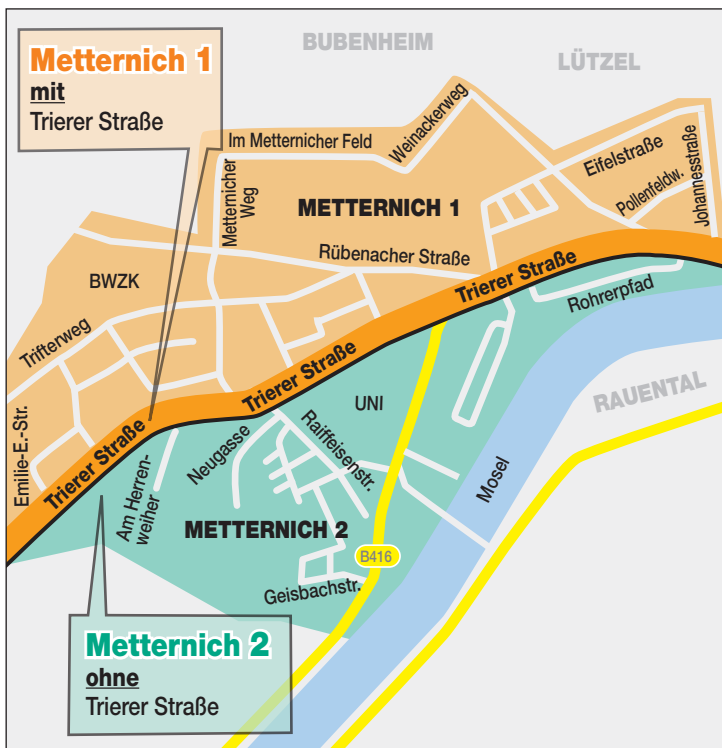 BUBENHEIM
LÜTZEL
Metternich 1
mit
Trierer Straße
Im Metternicher Feld
Weinackerweg
Eifelstraße
Pollenfeldw.
Johannesstraße
Metternicher
Weg
METTERNICH 1
Rübenacher Straße
BWZK
Trierer Straße
Rohrerpfad
Trifterweg
Trierer Straße
RAUENTAL
UNI
Emilie-E.-Str.
Trierer Straße
Neugasse
Raiffeisenstr.
Am Herren-
weiher
Mosel
METTERNICH 2
B416
Geisbachstr.
Metternich 2
ohne
Trierer Straße